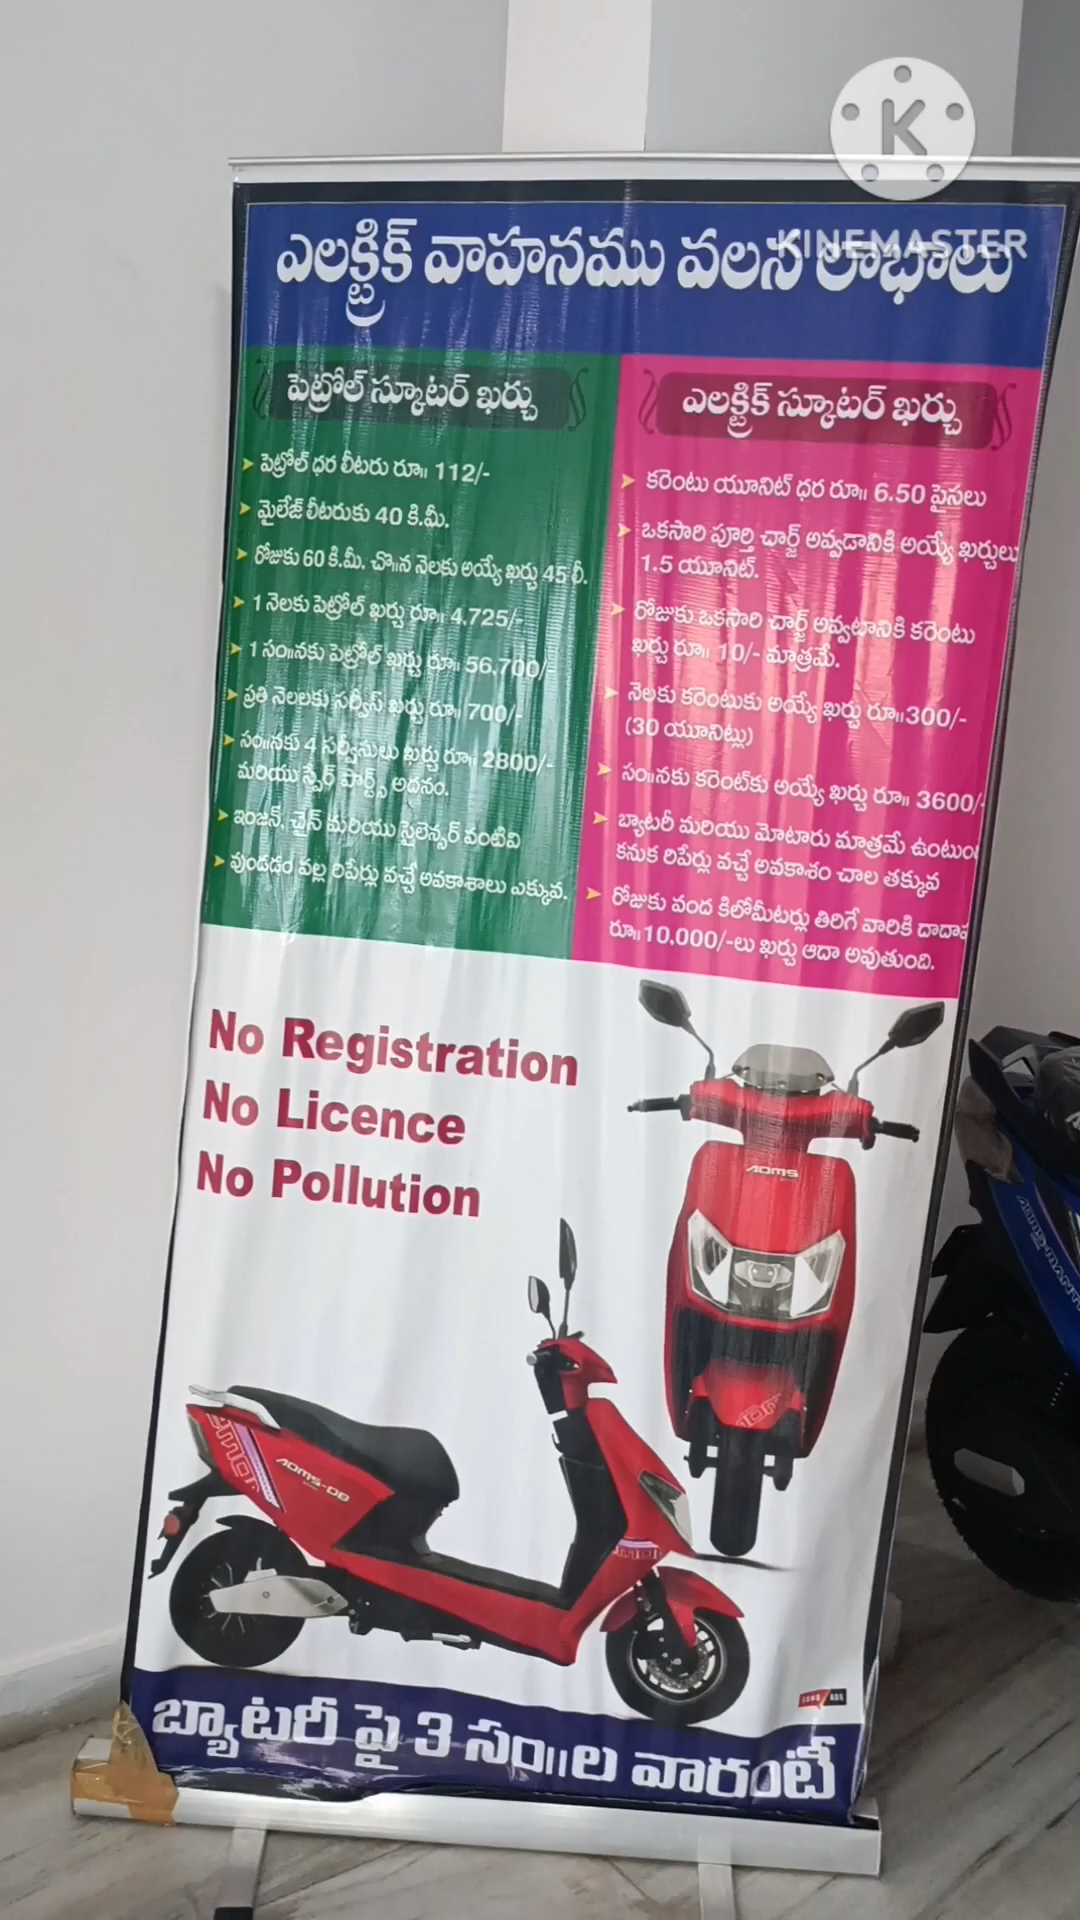 KINEMASTER
ఎలక్ట్రిక్ వాహనము వలన లాభాలు
పెట్రోల్ స్కూటర్ ఖర్చు
పెట్రోల్ ధర లీటరు రూ॥ 112/-
మైలేజ్ లీటరుకు 40 కి.మీ.
రోజుకు 60 కి.మీ. చొ॥న నెలకు అయ్యే ఖర్చు 45 లీ.
1 నెలకు పెట్రోల్ ఖర్చు రూ॥ 4,725/-
1 సం॥నకు పెట్రోల్ ఖర్చు రూ॥ 56,700/-
ప్రతి నెలలకు సర్వీస్ ఖర్చు రూ॥ 700/-
సం॥నకు 4 సర్వీసులు ఖర్చు రూ॥ 2800/-
మరియు స్పేర్ పార్ట్స్ అదనం.
ఇంజన్, చైన్ మరియు సైలెన్సర్ వంటివి
వుండడం వల్ల రిపేర్లు వచ్చే అవకాశాలు ఎక్కువ.
ఎలక్ట్రిక్ స్కూటర్ ఖర్చు
కరెంటు యూనిట్ ధర రూ॥ 6.50 పైసలు
ఒకసారి పూర్తి చార్జ్ అవ్వడానికి అయ్యే ఖర్చులు
1.5 యూనిట్.
రోజుకు ఒకసారి చార్జ్ అవ్వటానికి కరెంటు
ఖర్చు రూ॥ 10/- మాత్రమే.
నెలకు కరెంటుకు అయ్యే ఖర్చు రూ॥300/-
(30 యూనిట్లు)
సం॥నకు కరెంట్‌కు అయ్యే ఖర్చు రూ॥ 3600/-
బ్యాటరీ మరియు మోటారు మాత్రమే
కనుక రిపేర్లు వచ్చే అవకాశం చాల తక్కువ
రోజుకు వంద కిలోమీటర్లు తిరిగే వారికి
రూ॥10,000/-లు ఖర్చు ఆదా అవుతుంది.
No Registration
No Licence
No Pollution
ADMS
ADMS-DB
బ్యాటరీ పై 3 సం॥ల వారంటీ